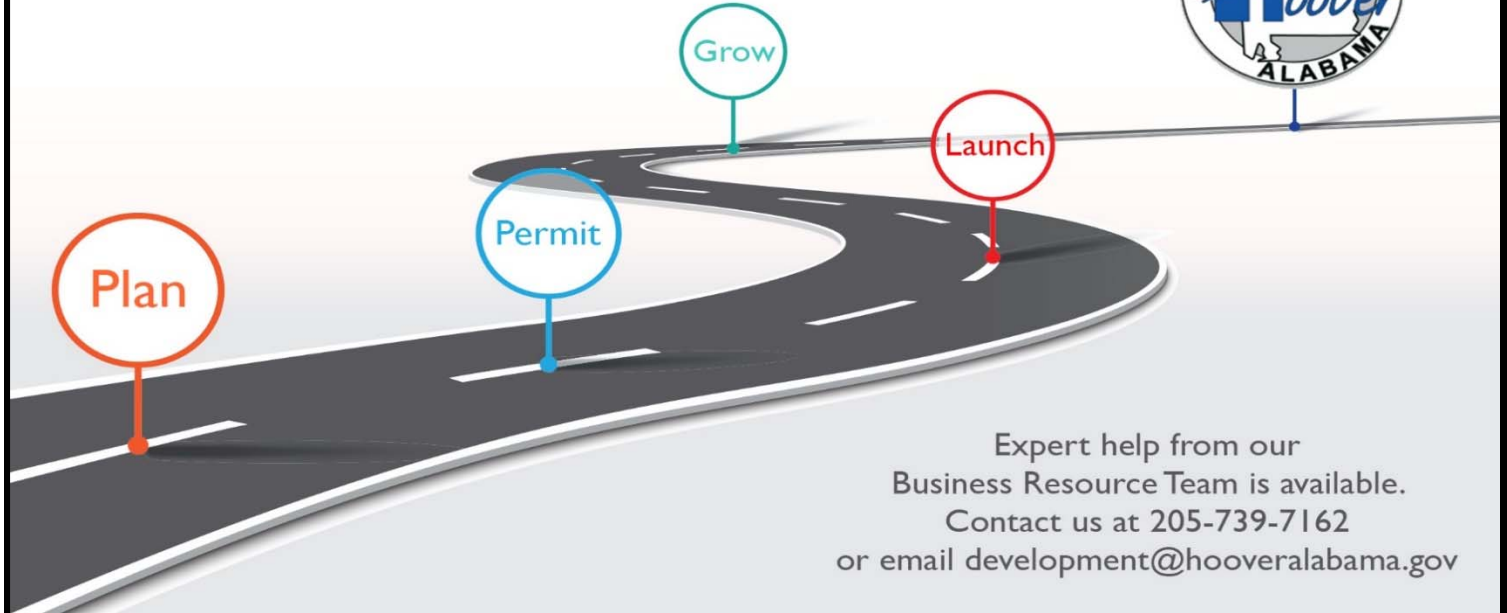 Hoover
ALABAMA
Grow
Launch
Permit
Plan
Expert help from our
Business Resource Team is available.
Contact us at 205-739-7162
or email development@hooveralabama.gov